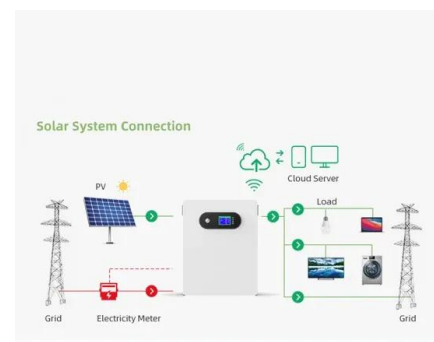 Solar System Connection
Cloud Server
PV
Load
Grid
Electricity Meter
Grid